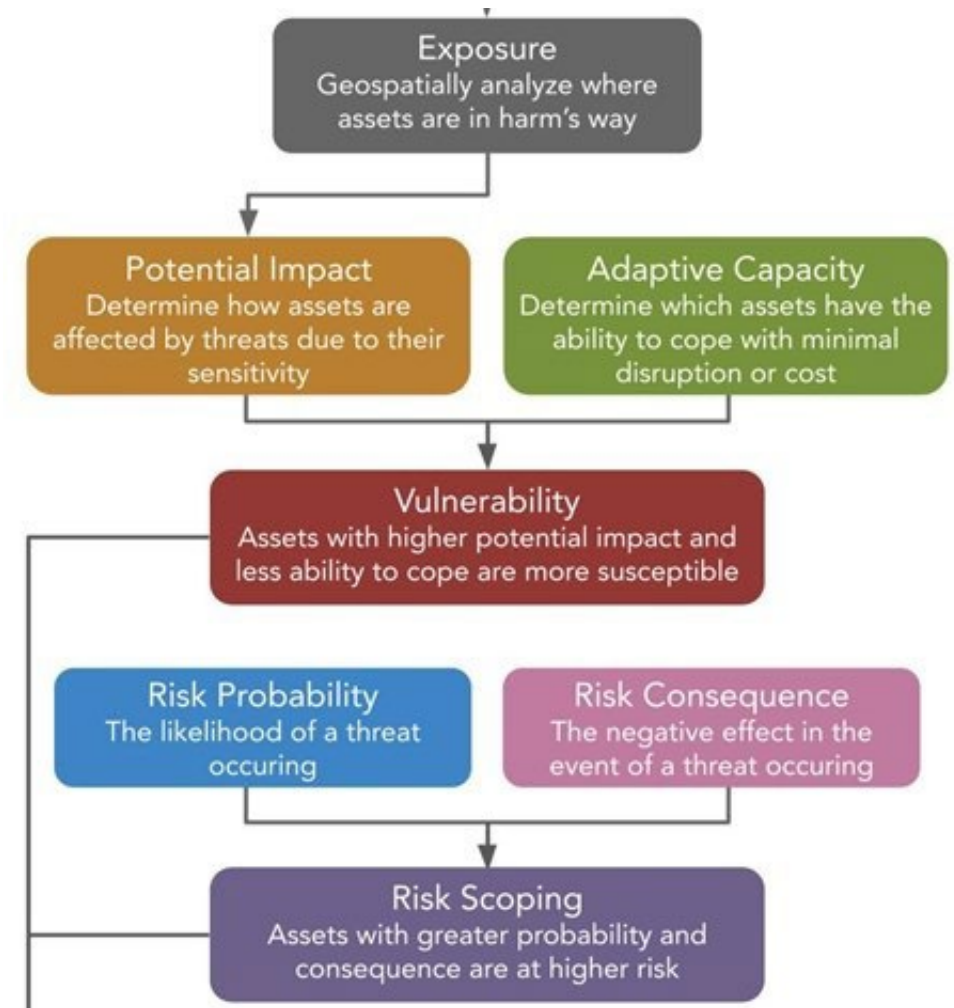 Exposure
Geospatially analyze where
assets are in harm's way
Potential Impact
Determine how assets are
affected by threats due to their
sensitivity
Adaptive Capacity
Determine which assets have the
ability to cope with minimal
disruption or cost
Vulnerability
Assets with higher potential impact and
less ability to cope are more susceptible
Risk Probability
The likelihood of a threat
occuring
Risk Consequence
The negative effect in the
event of a threat occuring
Risk Scoping
Assets with greater probability and
consequence are at higher risk